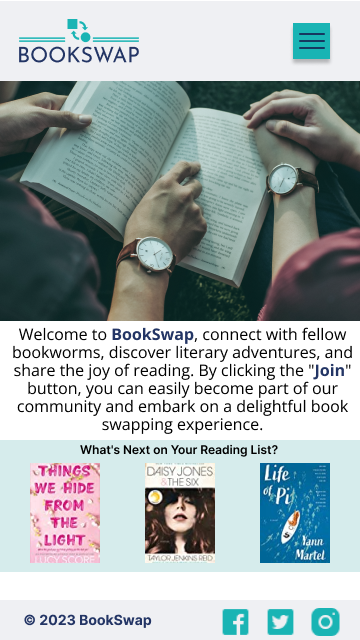 BOOKSWAP
Welcome to BookSwap, connect with fellow
bookworms, discover literary adventures, and
share the joy of reading. By clicking the "Join"
button, you can easily become part of our
community and embark on a delightful book
swapping experience.
What's Next on Your Reading List?
THINGS
WE HIDE
FROM
THE
LIGHT
LUCY SCORE
DAISY JONES
& THE SIX
TAYLOR JENKINS REID
Life
of Pi
Yann
Martel
© 2023 BookSwap